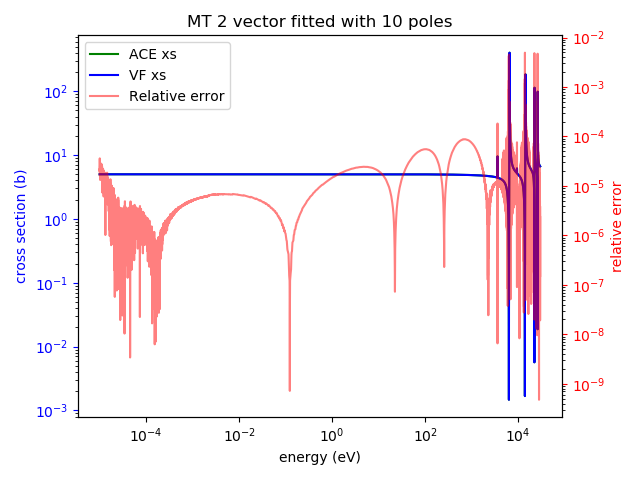 MT 2 vector fitted with 10 poles
ACE xs
VF xs
Relative error
cross section (b)
10^2
10^1
10^0
10^-1
10^-2
10^-3
10^-2
10^-3
10^-4
10^-5
10^-6
10^-7
10^-8
10^-9
relative error
10^-4
10^-2
10^0
10^2
10^4
energy (eV)